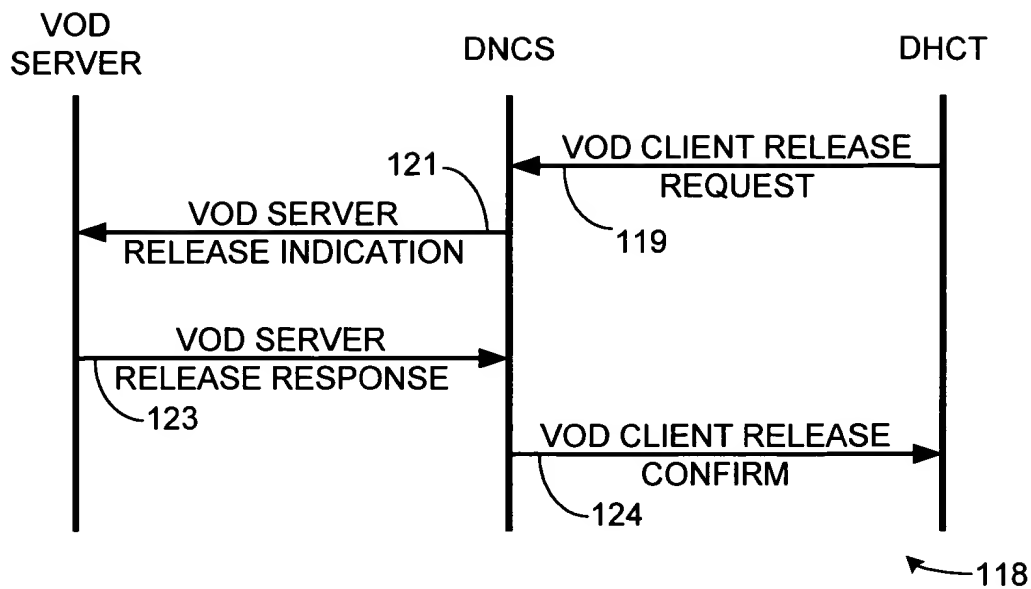 VOD
SERVER
DNCS
DHCT
VOD CLIENT RELEASE
REQUEST
119
121
VOD SERVER
RELEASE INDICATION
VOD SERVER
RELEASE RESPONSE
123
VOD CLIENT RELEASE
CONFIRM
124
118